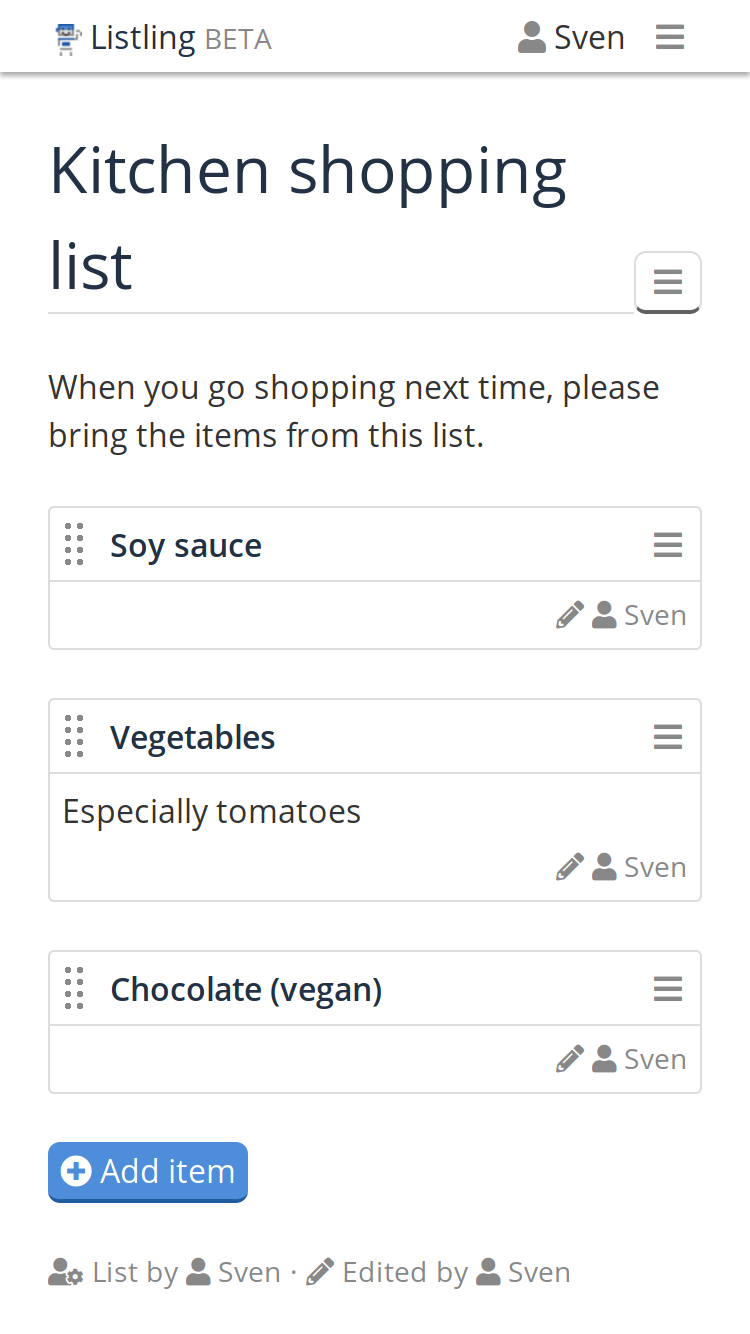 Listling BETA Sven
Kitchen shopping
list
When you go shopping next time, please
bring the items from this list.
Soy sauce
Sven
Vegetables
Especially tomatoes
Sven
Chocolate (vegan)
Sven
Add item
List by Sven · Edited by Sven